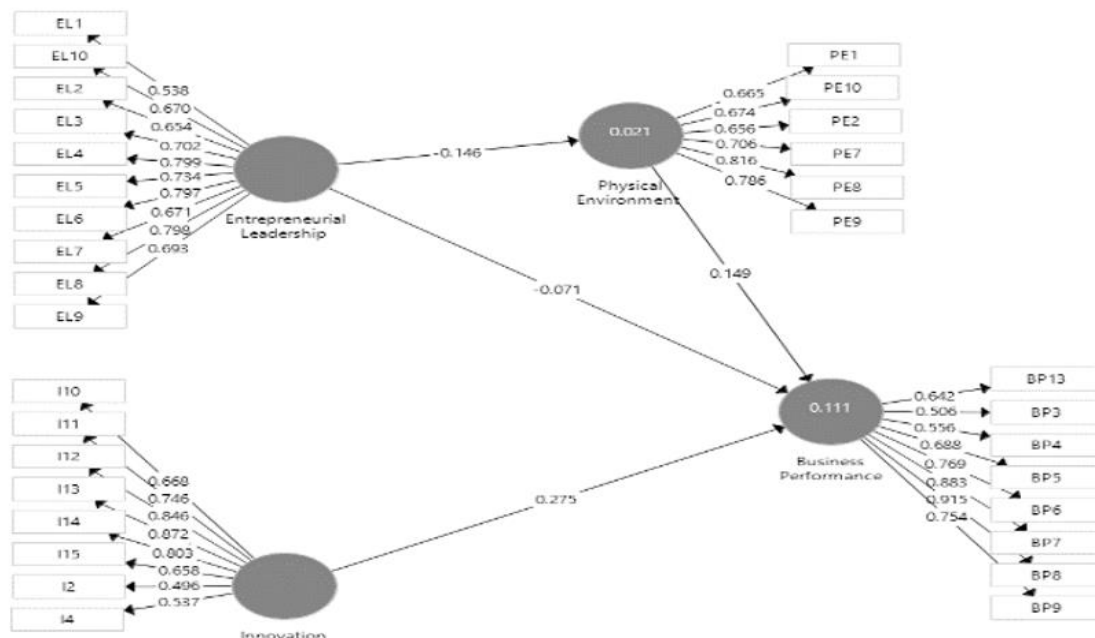 EL1
EL10
EL2
EL3
EL4
EL5
EL6
EL7
EL8
EL9
0.538
0.670
0.654
0.702
0.799
0.734
0.797
0.671
0.798
0.693
Entrepreneurial
Leadership
-0.146
0.021
Physical
Environment
0.665
0.674
0.656
0.706
0.816
0.786
PE1
PE10
PE2
PE7
PE8
PE9
-0.071
0.149
I10
I11
I12
I13
I14
I15
I2
I4
0.668
0.746
0.846
0.872
0.803
0.658
0.496
0.537
Innovation
0.275
0.111
Business
Performance
0.642
0.506
0.556
0.688
0.769
0.883
0.915
0.754
BP13
BP3
BP4
BP5
BP6
BP7
BP8
BP9